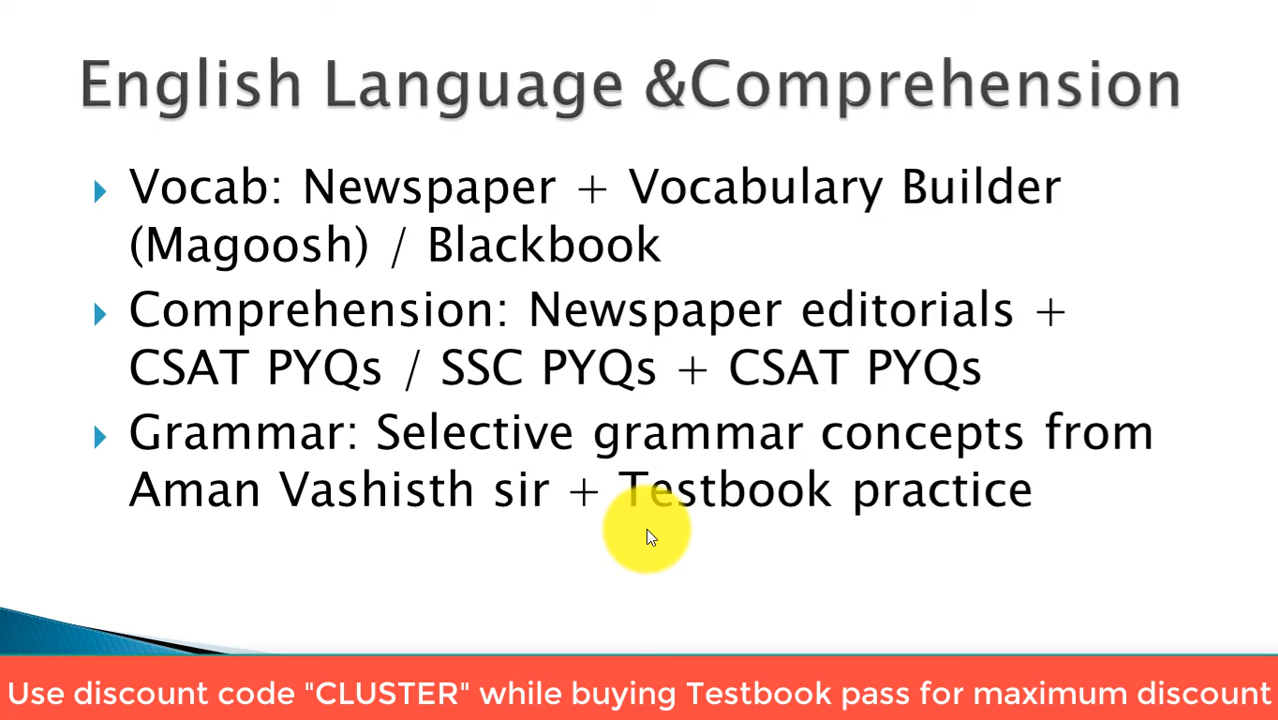 English Language &Comprehension
Vocab: Newspaper + Vocabulary Builder
(Magoosh) / Blackbook
Comprehension: Newspaper editorials +
CSAT PYQs / SSC PYQs + CSAT PYQs
Grammar: Selective grammar concepts from
Aman Vashisth sir + Testbook practice
Use discount code "CLUSTER" while buying Testbook pass for maximum discount